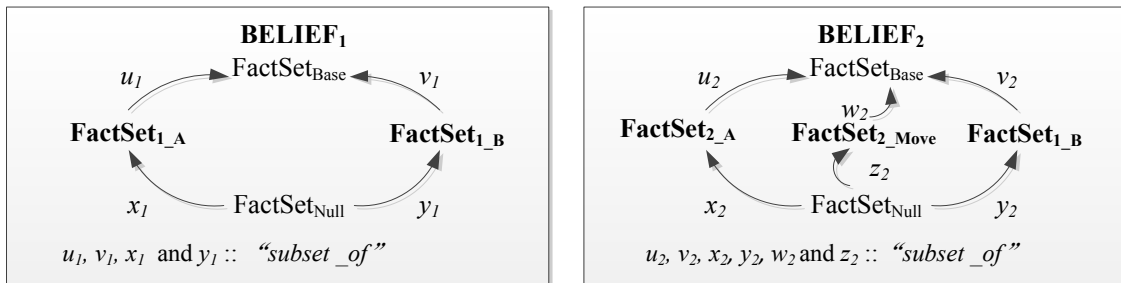 BELIEF1
FactSetBase
u1
v1
FactSet1_A
FactSet1_B
x1
FactSetNull
y1
u1, v1, x1 and y1 :: “subset _of”
BELIEF2
FactSetBase
u2
v2
w2
FactSet2_A
FactSet2_Move
FactSet1_B
z2
x2
FactSetNull
y2
u2, v2, x2, y2, w2 and z2 :: “subset _of”